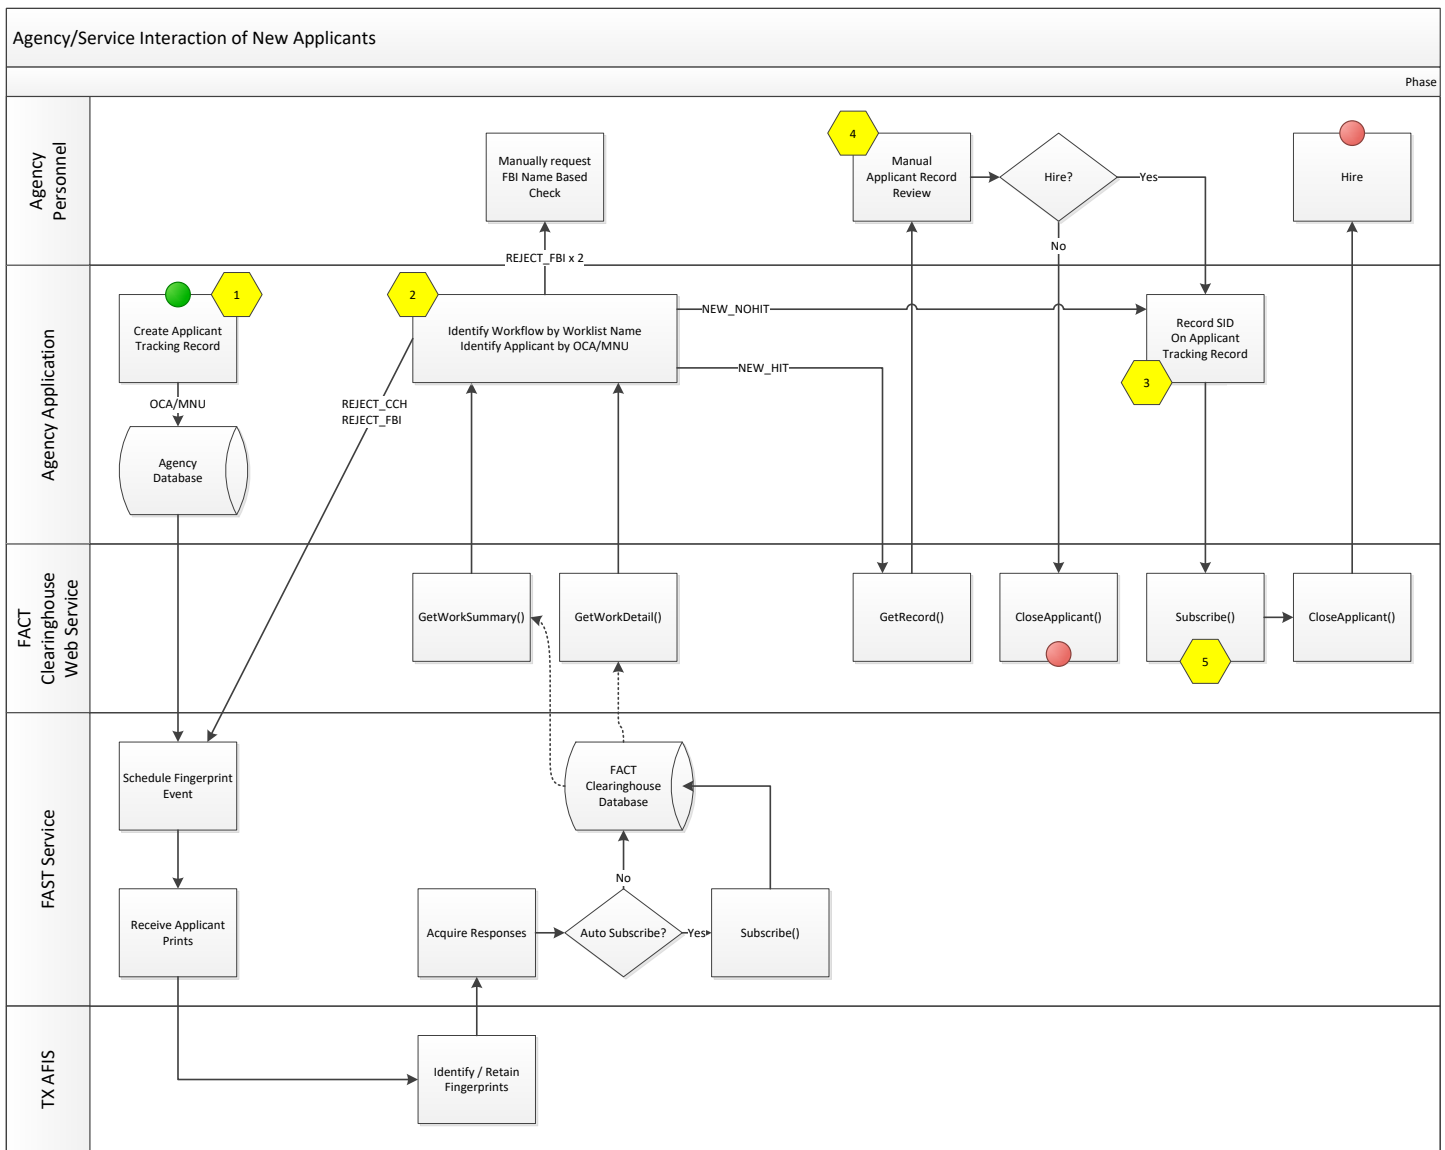 Agency/Service Interaction of New Applicants
Phase
Agency
Personnel
Manually request
FBI Name Based
Check
4
Manual
Applicant Record
Review
Hire?
Yes
No
Hire
REJECT_FBI x 2
Agency Application
1
Create Applicant
Tracking Record
OCA/MNU
Agency
Database
2
Identify Workflow by Worklist Name
Identify Applicant by OCA/MNU
REJECT_CCH
REJECT_FBI
NEW_NOHIT
NEW_HIT
Record SID
On Applicant
Tracking Record
3
FACT
Clearinghouse
Web Service
GetWorkSummary()
GetWorkDetail()
GetRecord()
CloseApplicant()
Subscribe()
5
CloseApplicant()
FAST Service
Schedule Fingerprint
Event
FACT
Clearinghouse
Database
Receive Applicant
Prints
Acquire Responses
No
Auto Subscribe?
Yes
Subscribe()
TX AFIS
Identify / Retain
Fingerprints